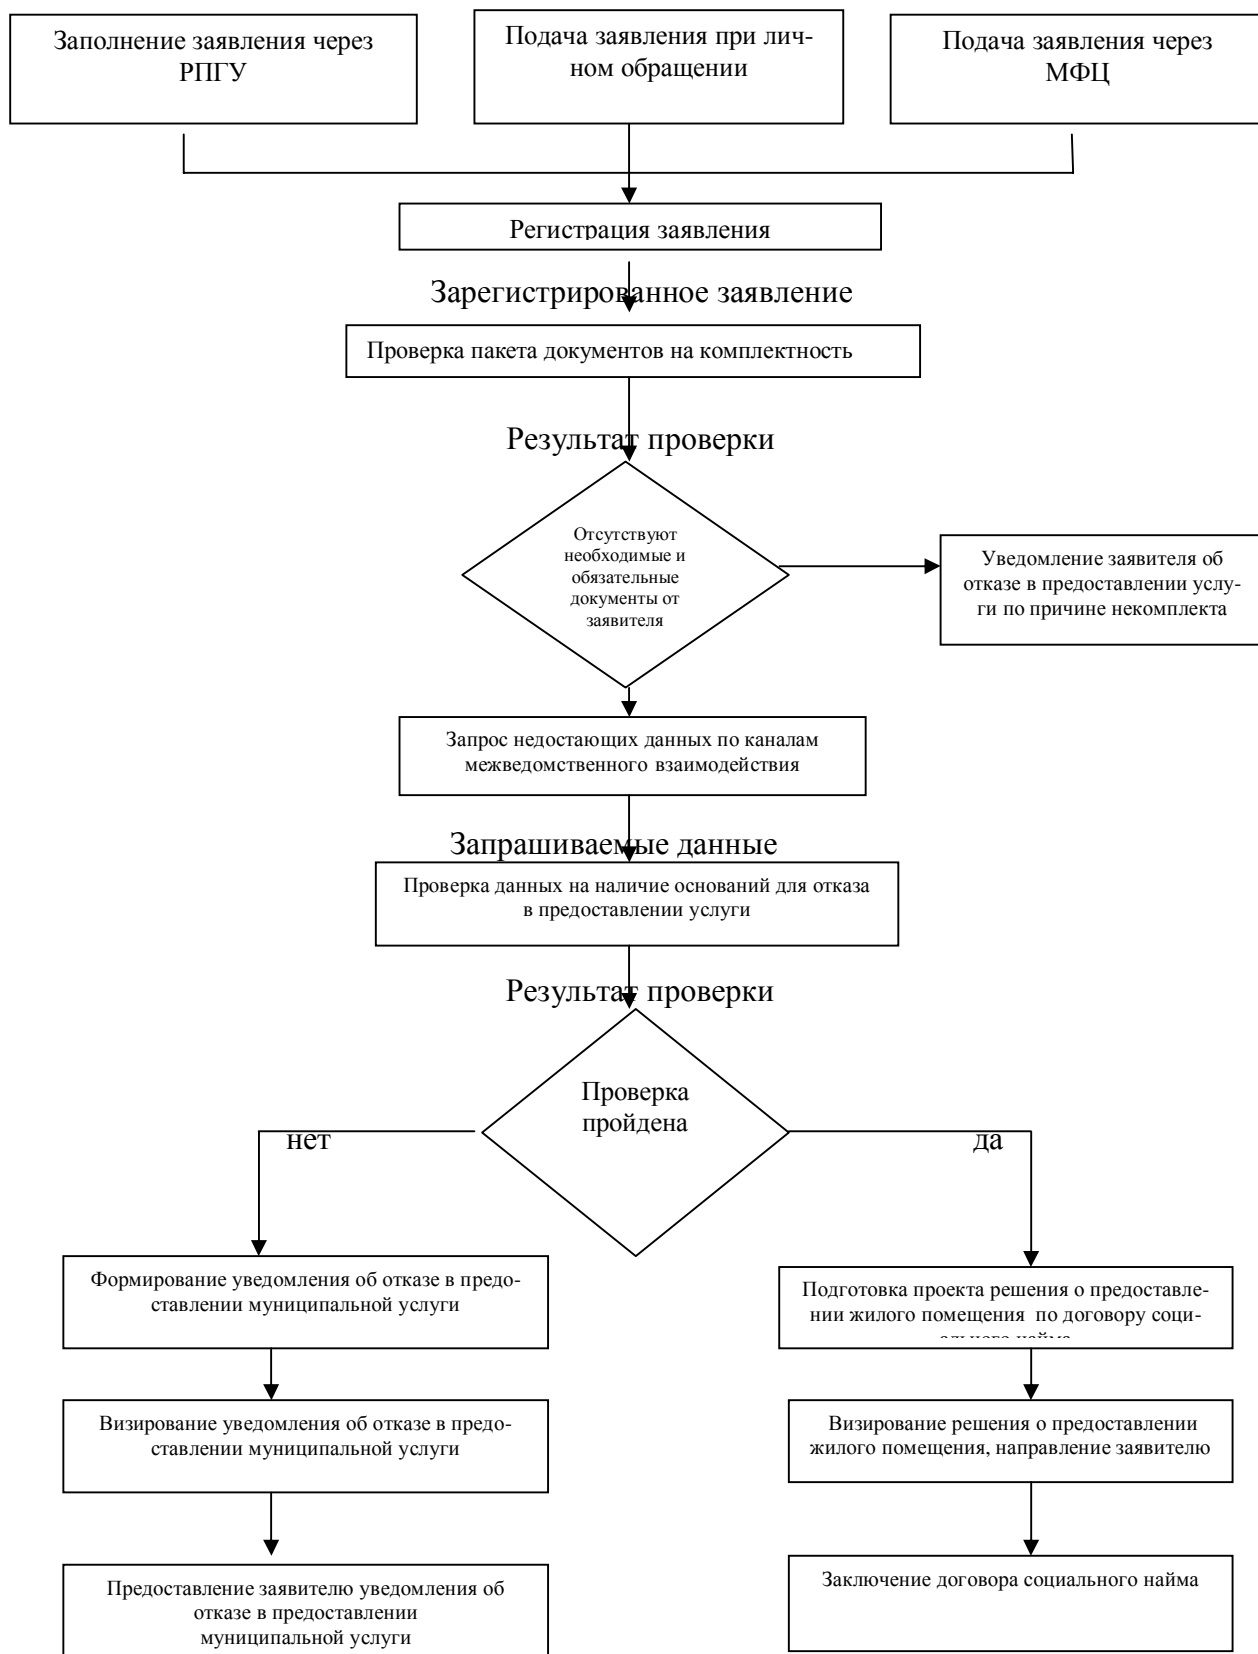 Заполнение заявления через
РПГУ
Подача заявления при лич-
ном обращении
Подача заявления через
МФЦ
Регистрация заявления
Зарегистрированное заявление
Проверка пакета документов на комплектность
Результат проверки
Отсутствуют
необходимые и
обязательные
документы от
заявителя
Уведомление заявителя об
отказе в предоставлении услу-
ги по причине некомплекта
Запрос недостающих данных по каналам
межведомственного взаимодействия
Запрашиваемые данные
Проверка данных на наличие оснований для отказа
в предоставлении услуги
Результат проверки
Проверка
пройдена
нет
да
Формирование уведомления об отказе в предо-
ставлении муниципальной услуги
Подготовка проекта решения о предоставле-
нии жилого помещения по договору соци-
ального найма
Визирование уведомления об отказе в предо-
ставлении муниципальной услуги
Визирование решения о предоставлении
жилого помещения, направление заявителю
Предоставление заявителю уведомления об
отказе в предоставлении
муниципальной услуги
Заключение договора социального найма